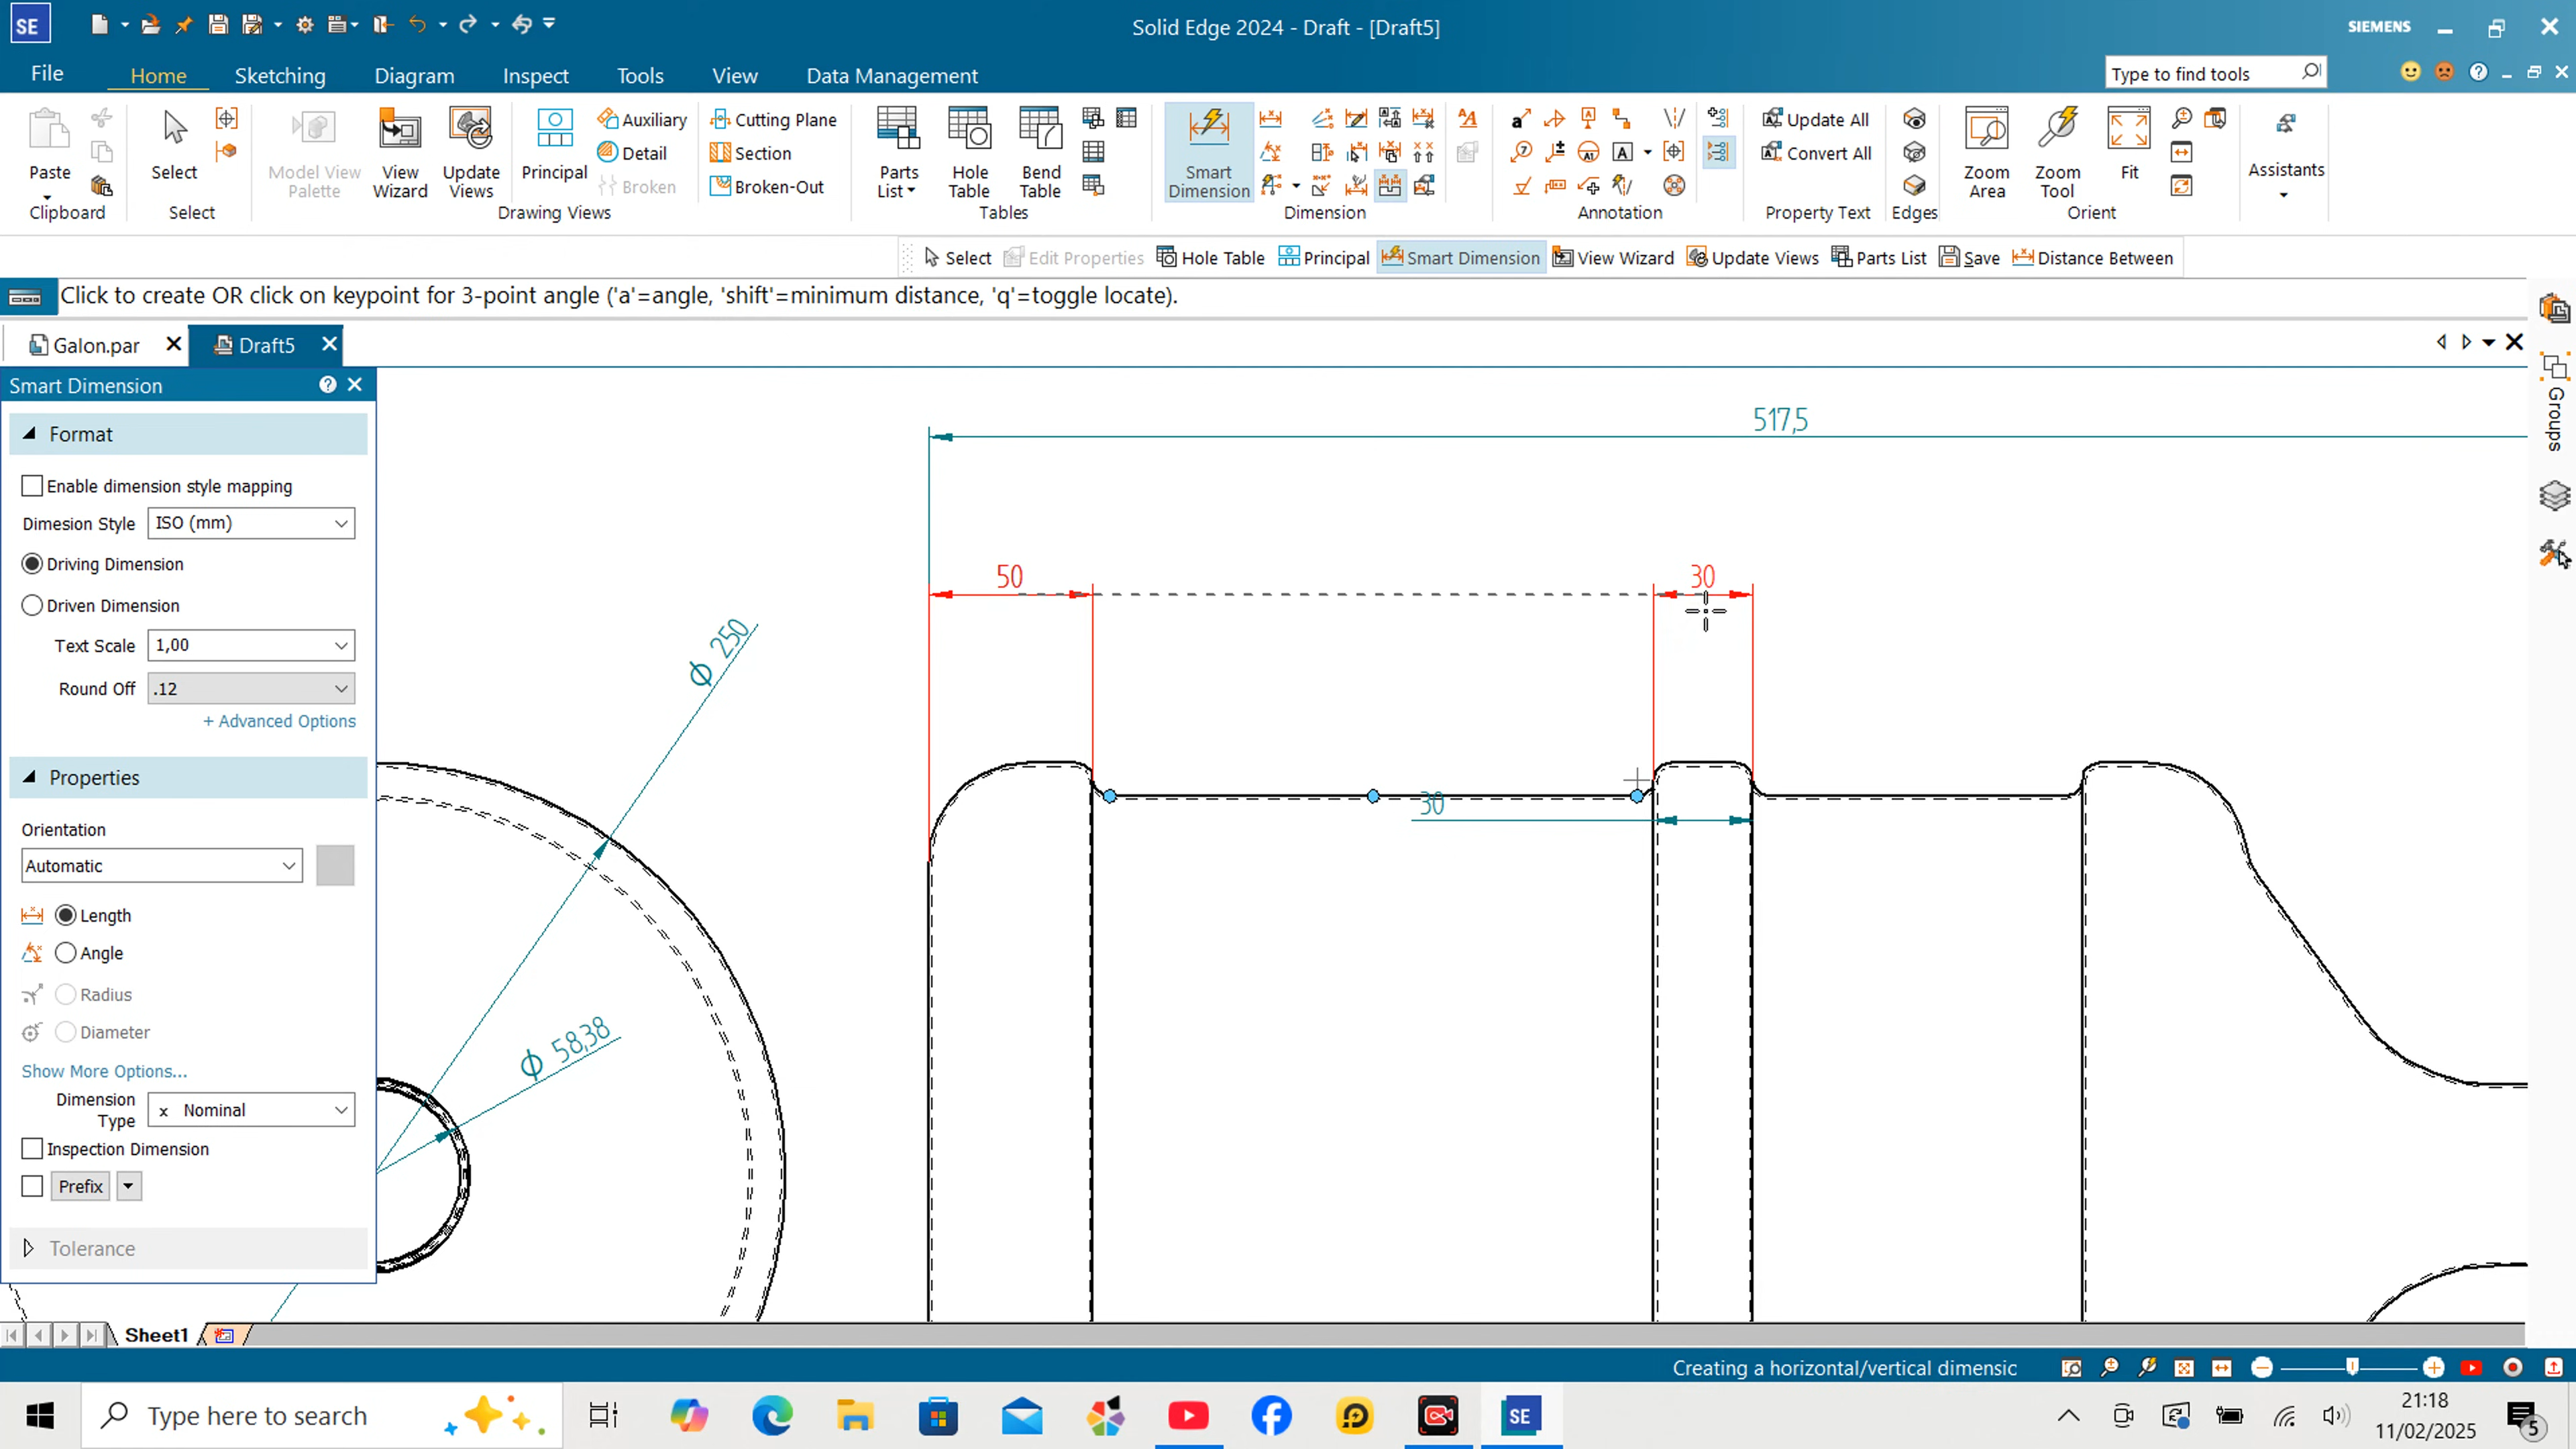 SE
Solid Edge 2024 - Draft - [Draft5]
SIEMENS
File
Home
Sketching
Diagram
Inspect
Tools
View
Data Management
Type to find tools
Paste
Clipboard
Select
Select
Model View Palette
View Wizard
Update Views
Principal
Auxiliary
Detail
Broken
Cutting Plane
Section
Broken-Out
Drawing Views
Parts List
Hole Table
Bend Table
Tables
Smart Dimension
Dimension
Annotation
Update All
Convert All
Property Text
Edges
Zoom Area
Zoom Tool
Fit
Orient
Assistants
Select
Edit Properties
Hole Table
Principal
Smart Dimension
View Wizard
Update Views
Parts List
Save
Distance Between
Click to create OR click on keypoint for 3-point angle ('a'=angle, 'shift'=minimum distance, 'q'=toggle locate).
Galon.par
Draft5
Groups
Smart Dimension
Format
Enable dimension style mapping
Dimesion Style
ISO (mm)
Driving Dimension
Driven Dimension
Text Scale
1,00
Round Off
.12
+ Advanced Options
Properties
Orientation
Automatic
Length
Angle
Radius
Diameter
Show More Options...
Dimension Type
x Nominal
Inspection Dimension
Prefix
Tolerance
517,5
50
30
30
ϕ 250
ϕ 58,38
Sheet1
Creating a horizontal/vertical dimensic
Type here to search
SE
21:18
11/02/2025
5